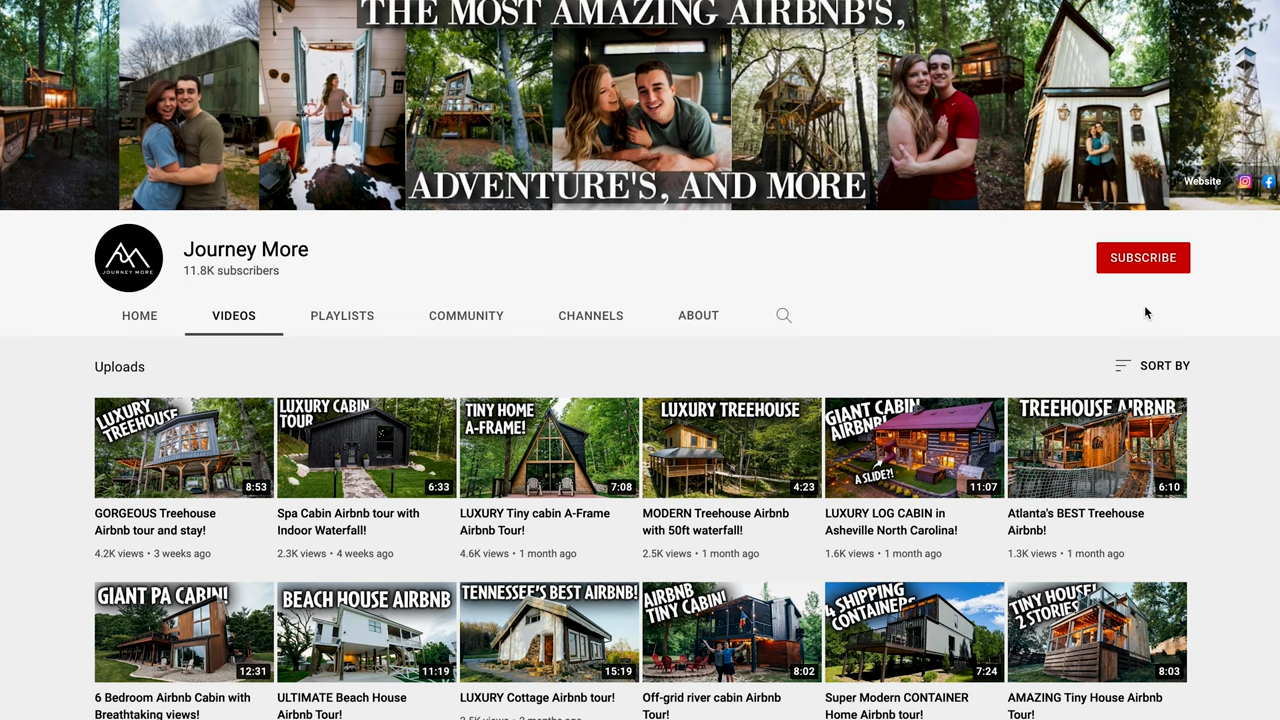 THE MOST AMAZING AIRBNB'S,
ADVENTURE'S, AND MORE
Website
JOURNEY MORE
Journey More
11.8K subscribers
SUBSCRIBE
HOME VIDEOS PLAYLISTS COMMUNITY CHANNELS ABOUT
Uploads
SORT BY
LUXURY TREEHOUSE
8:53
LUXURY CABIN TOUR
6:33
TINY HOME A-FRAME!
7:08
LUXURY TREEHOUSE
4:23
GIANT CABIN AIRBNB!
A SLIDE?!
11:07
TREEHOUSE AIRBNB
6:10
GORGEOUS Treehouse
Airbnb tour and stay!
4.2K views • 3 weeks ago
Spa Cabin Airbnb tour with
Indoor Waterfall!
2.3K views • 4 weeks ago
LUXURY Tiny cabin A-Frame
Airbnb Tour!
4.6K views • 1 month ago
MODERN Treehouse Airbnb
with 50ft waterfall!
2.5K views • 1 month ago
LUXURY LOG CABIN in
Asheville North Carolina!
1.6K views • 1 month ago
Atlanta's BEST Treehouse
Airbnb!
1.3K views • 1 month ago
GIANT PA CABIN!
12:31
BEACH HOUSE AIRBNB
11:19
TENNESSEE'S BEST AIRBNB!
15:19
AIRBNB TINY CABIN!
8:02
4 SHIPPING CONTAINERS
7:24
TINY HOUSE! 2 STORIES
8:03
6 Bedroom Airbnb Cabin with
Breathtaking views!
ULTIMATE Beach House
Airbnb Tour!
LUXURY Cottage Airbnb tour!
Off-grid river cabin Airbnb
Tour!
Super Modern CONTAINER
Home Airbnb tour!
AMAZING Tiny House Airbnb
Tour!